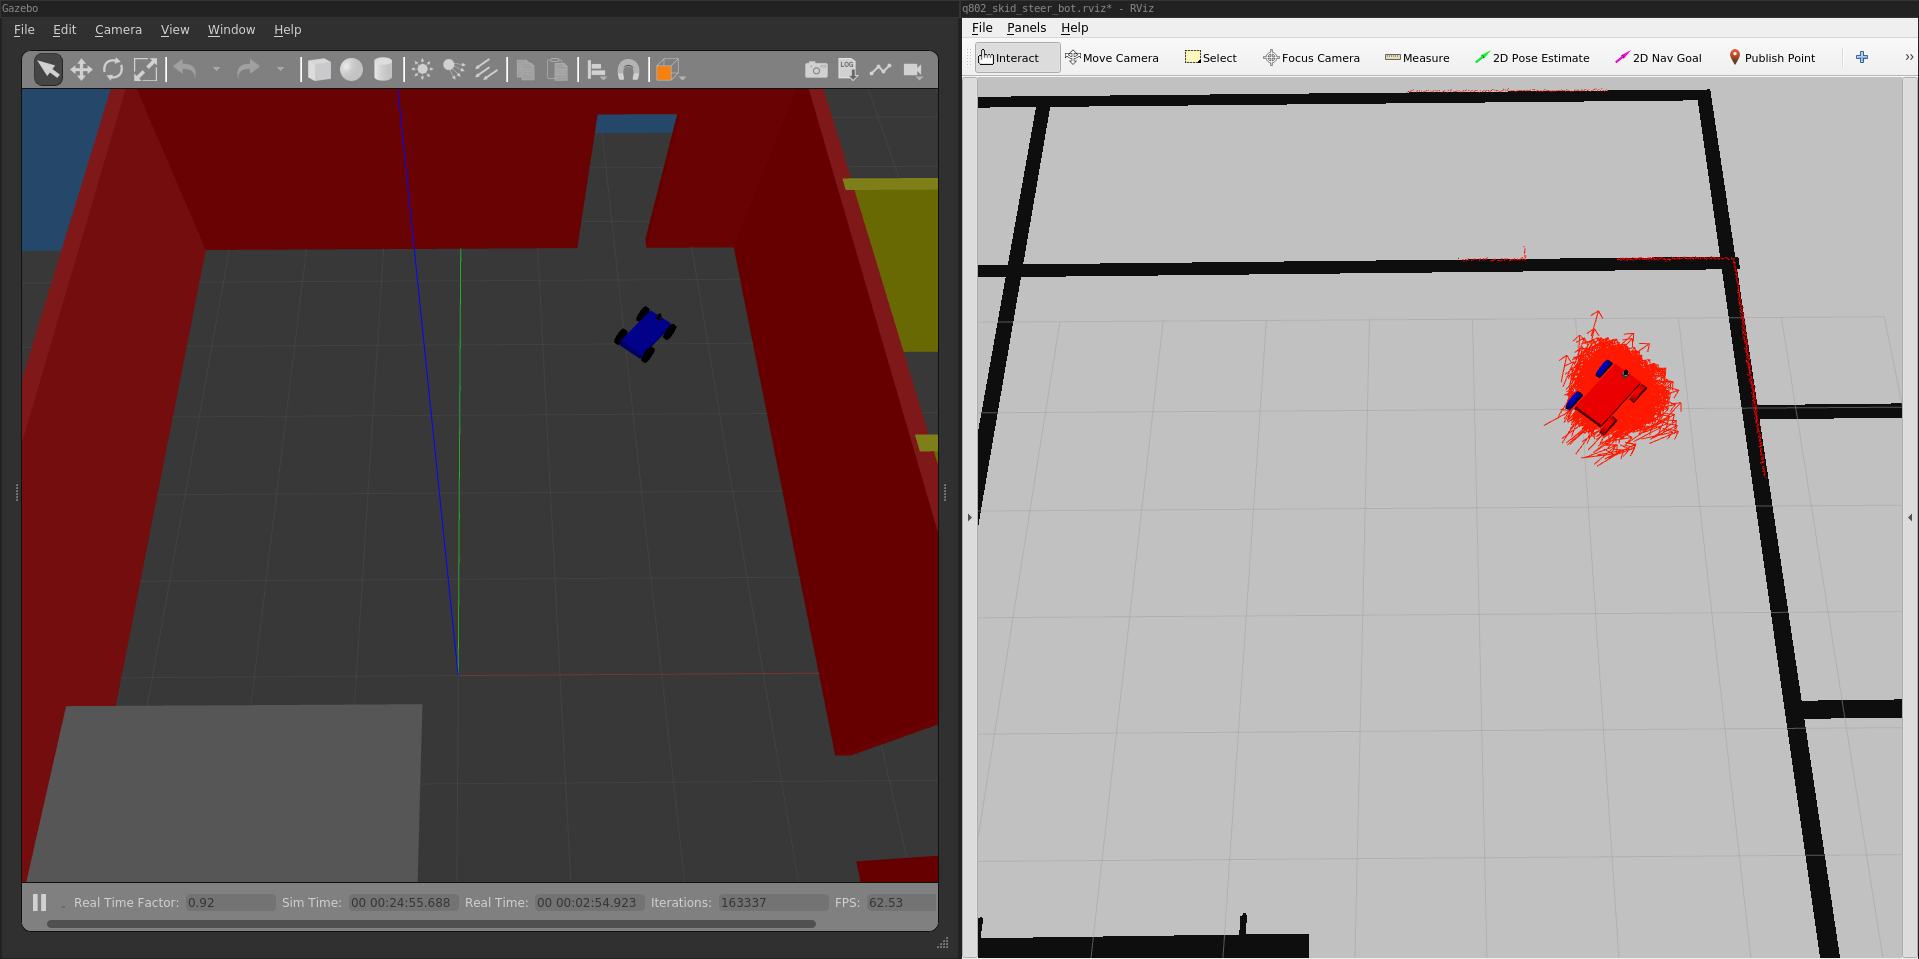 Gazebo
File Edit Camera View Window Help
LOG
Real Time Factor: 0.92 Sim Time: 00 00:24:55.688 Real Time: 00 00:02:54.923 Iterations: 163337 FPS: 62.53
q802_skid_steer_bot.rviz* - RViz
File Panels Help
Interact Move Camera Select Focus Camera Measure 2D Pose Estimate 2D Nav Goal Publish Point »